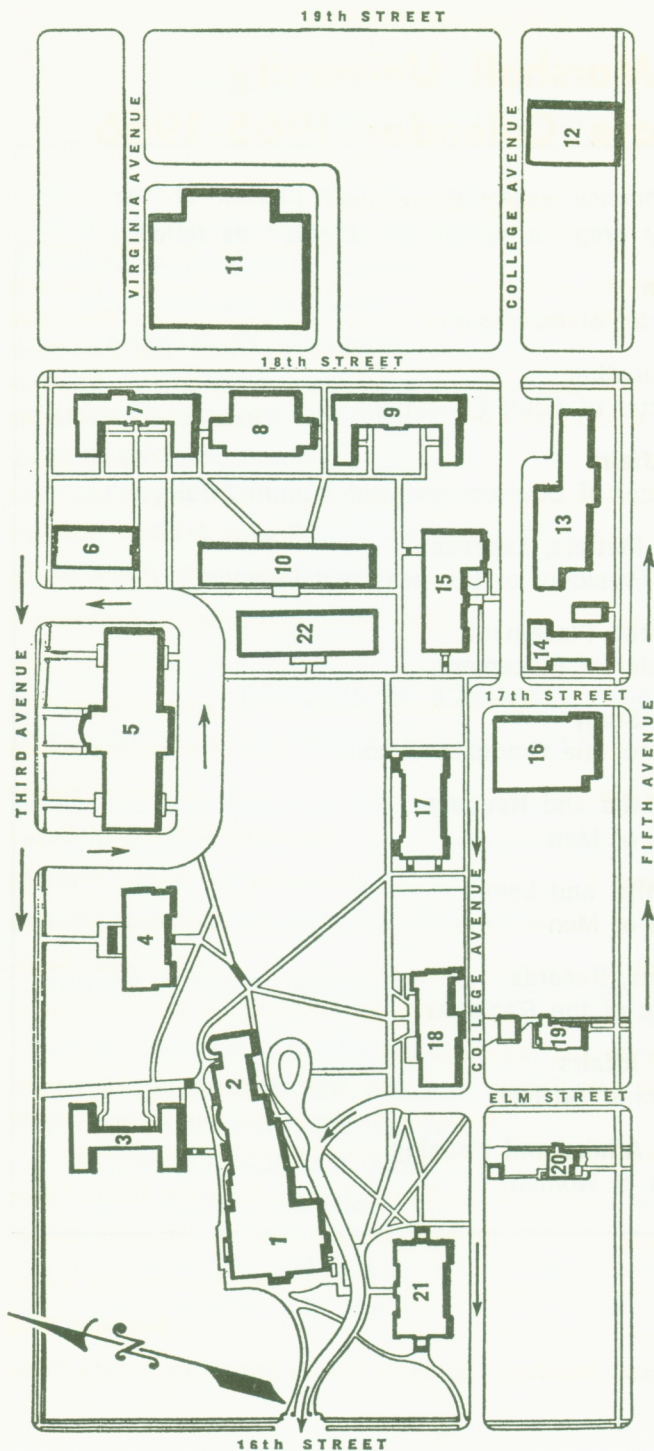 19th STREET
VIRGINIA AVENUE
COLLEGE AVENUE
12
11
18th STREET
7
8
9
6
10
13
15
22
14
THIRD AVENUE
5
17th STREET
16
17
FIFTH AVENUE
4
COLLEGE AVENUE
18
19
2
ELM STREET
3
20
1
21
N
16th STREET